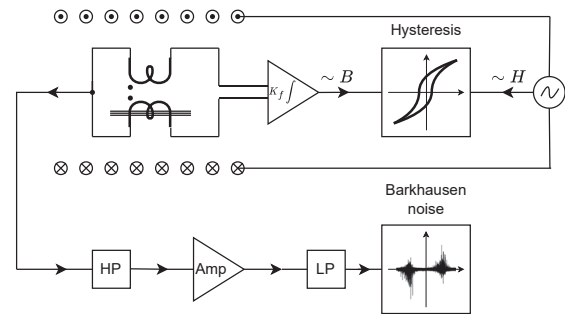 Hysteresis
K_f ∫
∼ B
∼ H
Barkhausen
noise
HP
Amp
LP